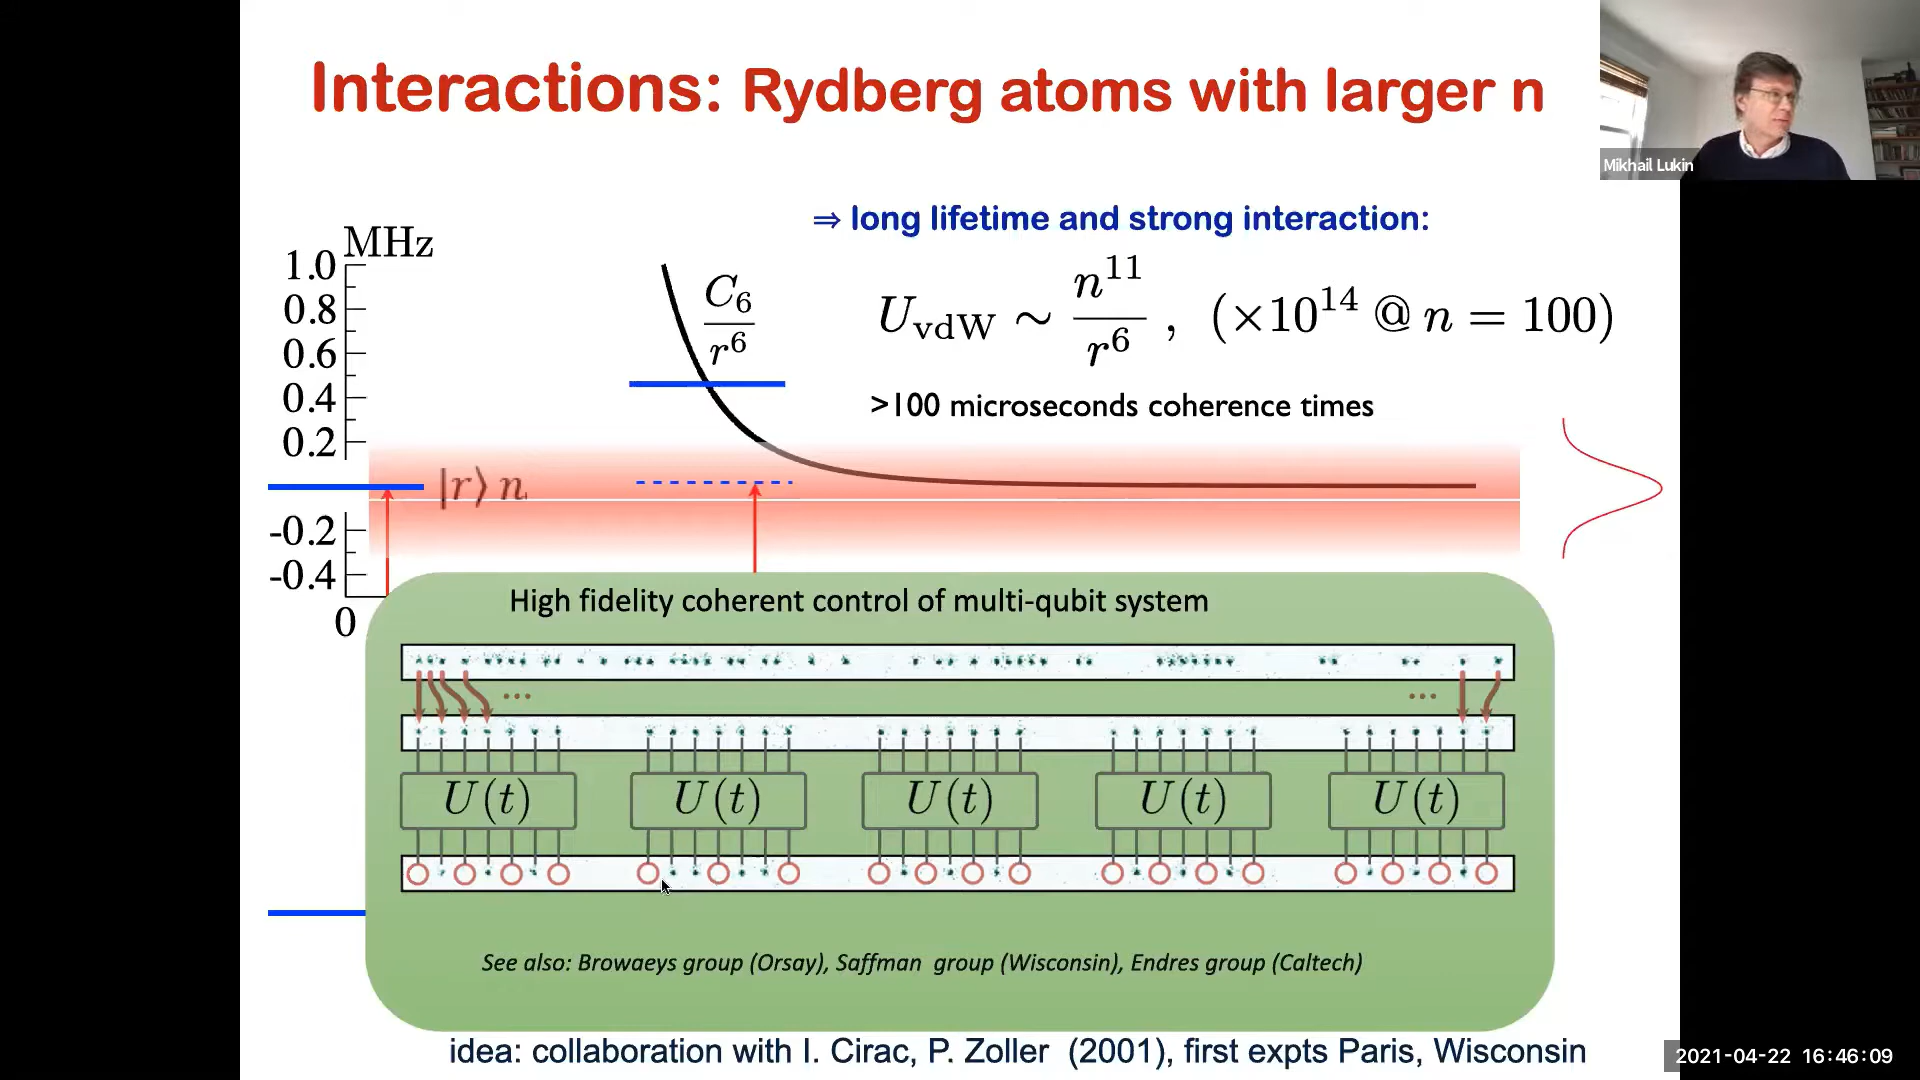 Interactions: Rydberg atoms with larger n
Mikhail Lukin
⇒ long lifetime and strong interaction:
MHz
1.0
0.8
0.6
0.4
0.2
-0.2
-0.4
0
C₆/r⁶
U_vdW ~ n¹¹/r⁶ , (×10¹⁴ @ n = 100)
>100 microseconds coherence times
|r⟩ n
High fidelity coherent control of multi-qubit system
... ...
U(t) U(t) U(t) U(t) U(t)
See also: Browaeys group (Orsay), Saffman group (Wisconsin), Endres group (Caltech)
idea: collaboration with I. Cirac, P. Zoller (2001), first expts Paris, Wisconsin
2021-04-22 16:46:09